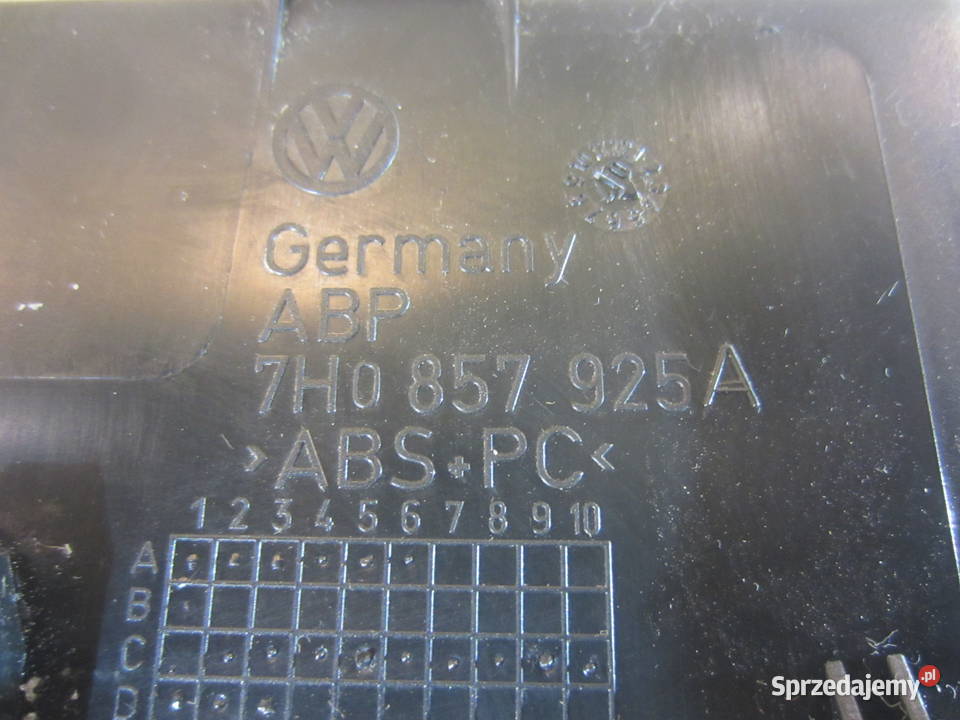 VW
Germany
ABP
7H0 857 925A
>ABS+PC<
1 2 3 4 5 6 7 8 9 10
A
B
C
D
Sprzedajemy.pl